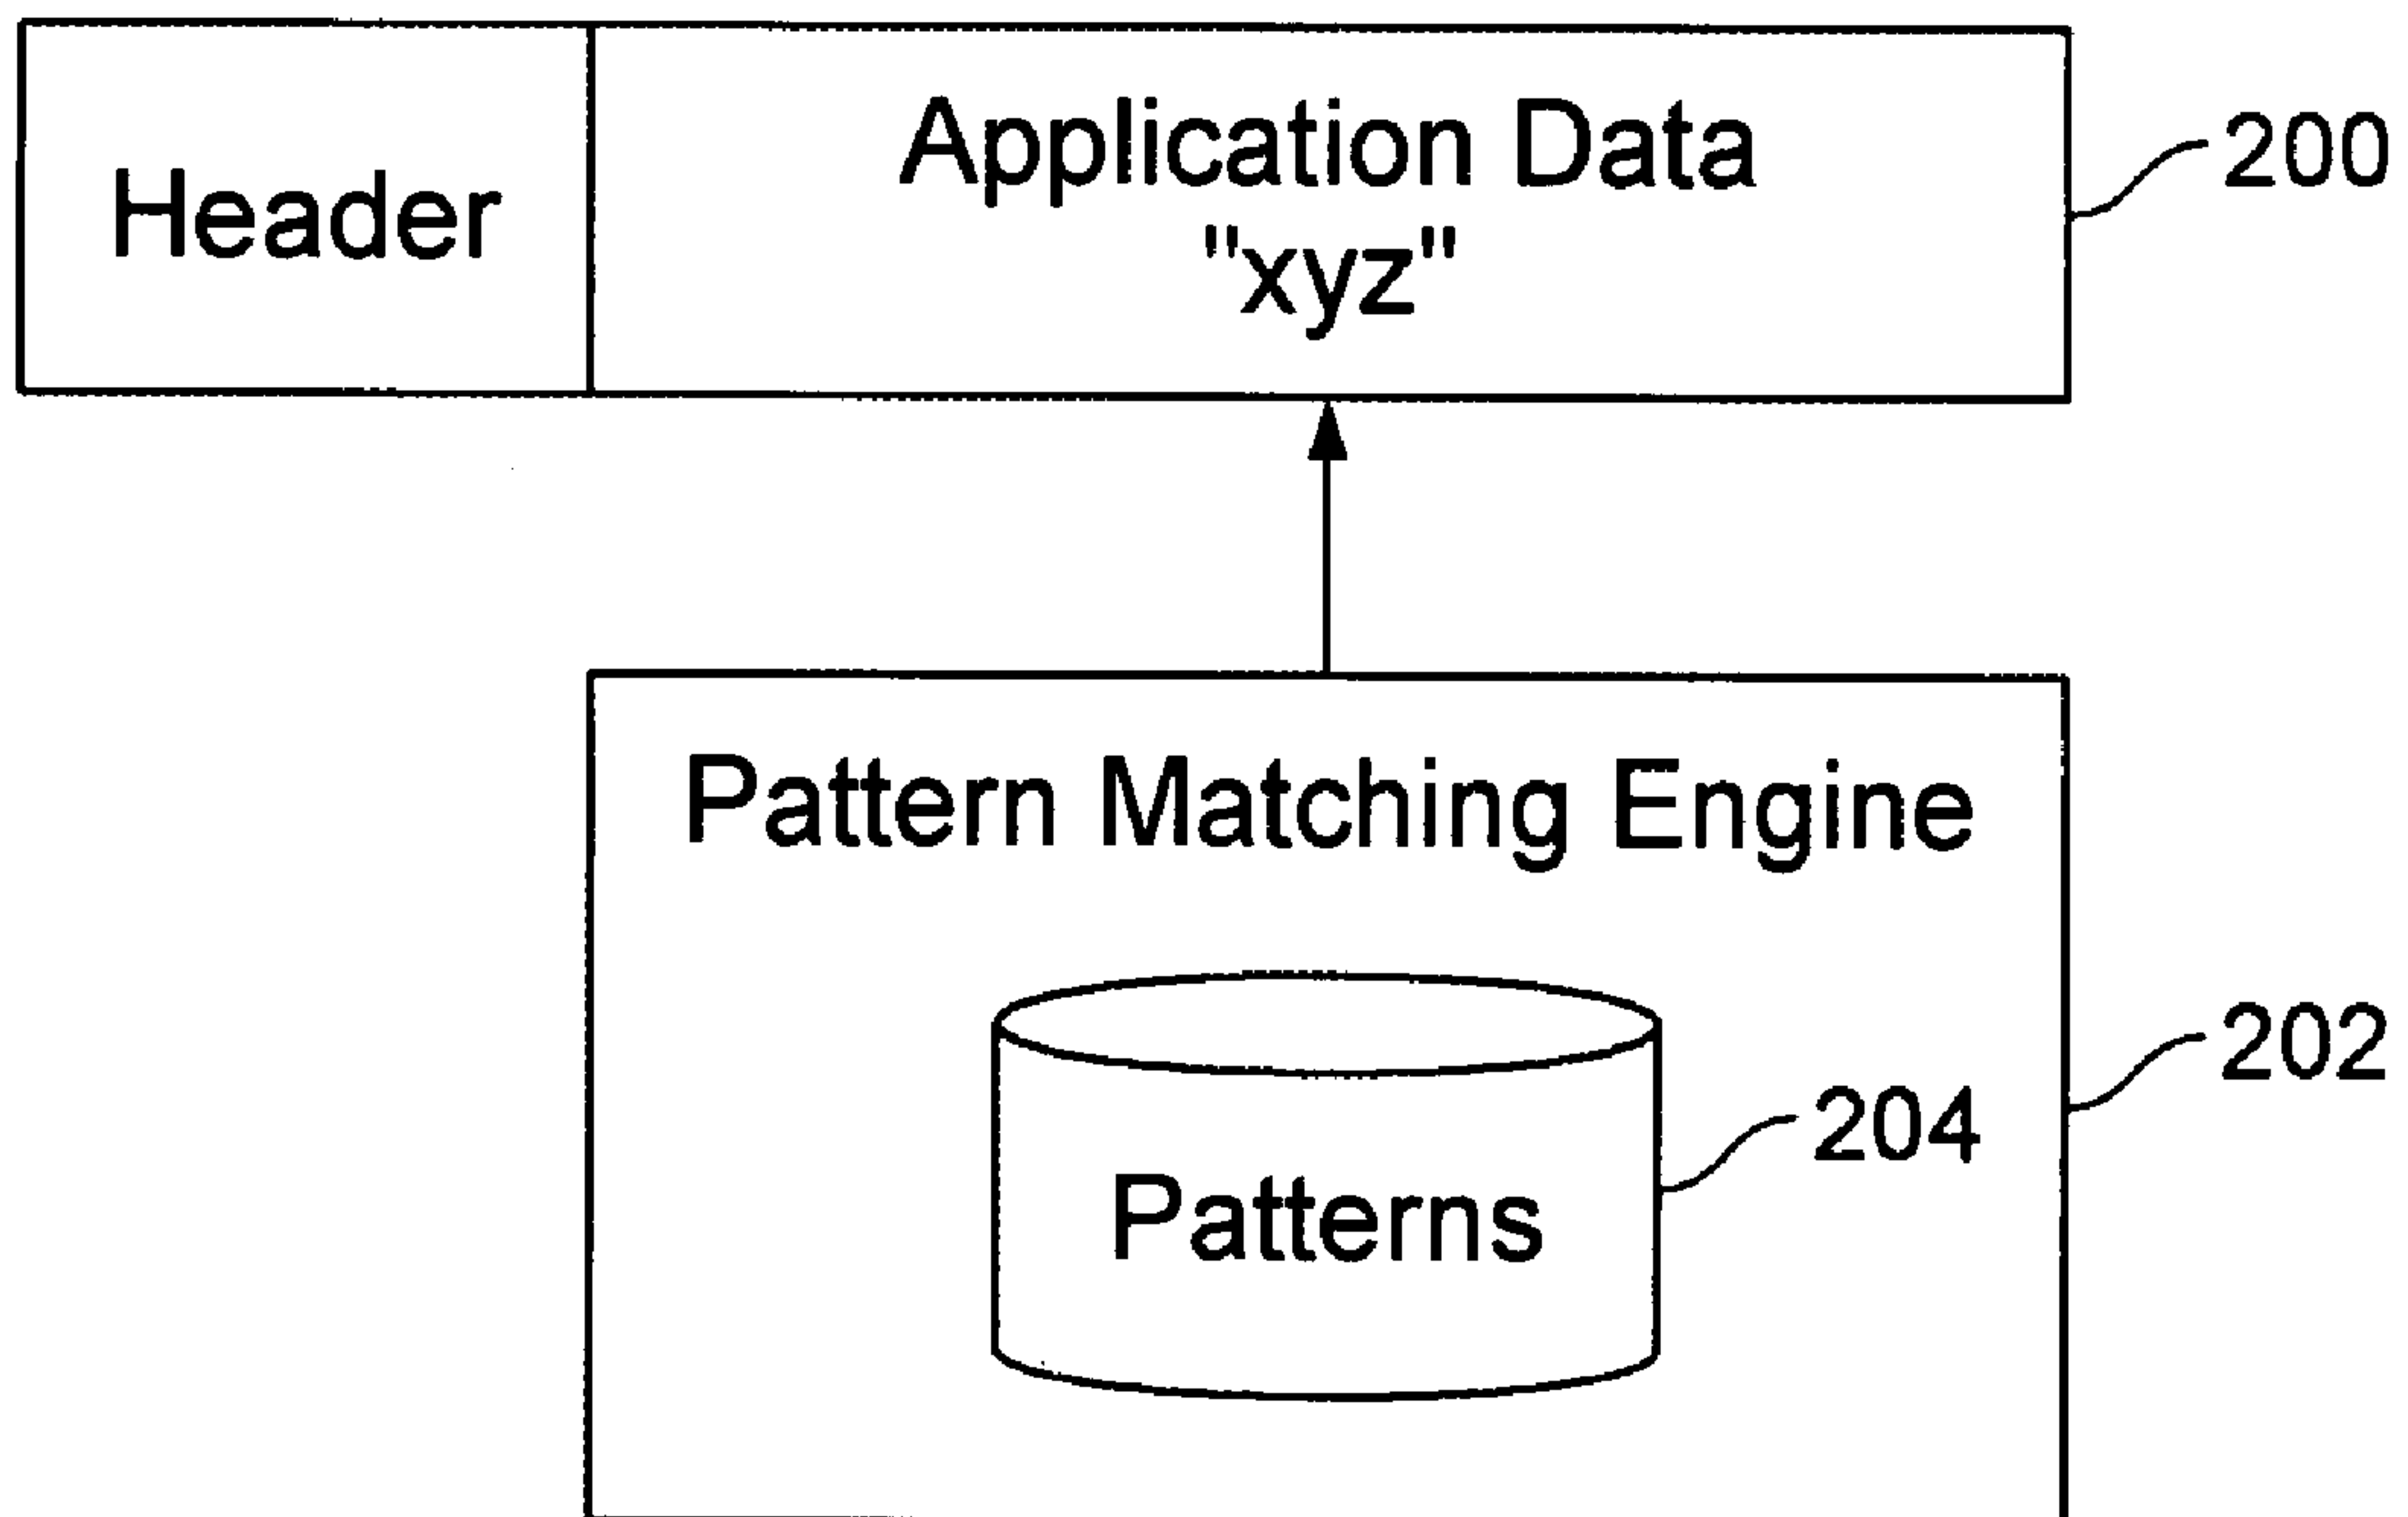 Header
Application Data
"xyz"
200
Pattern Matching Engine
202
204
Patterns